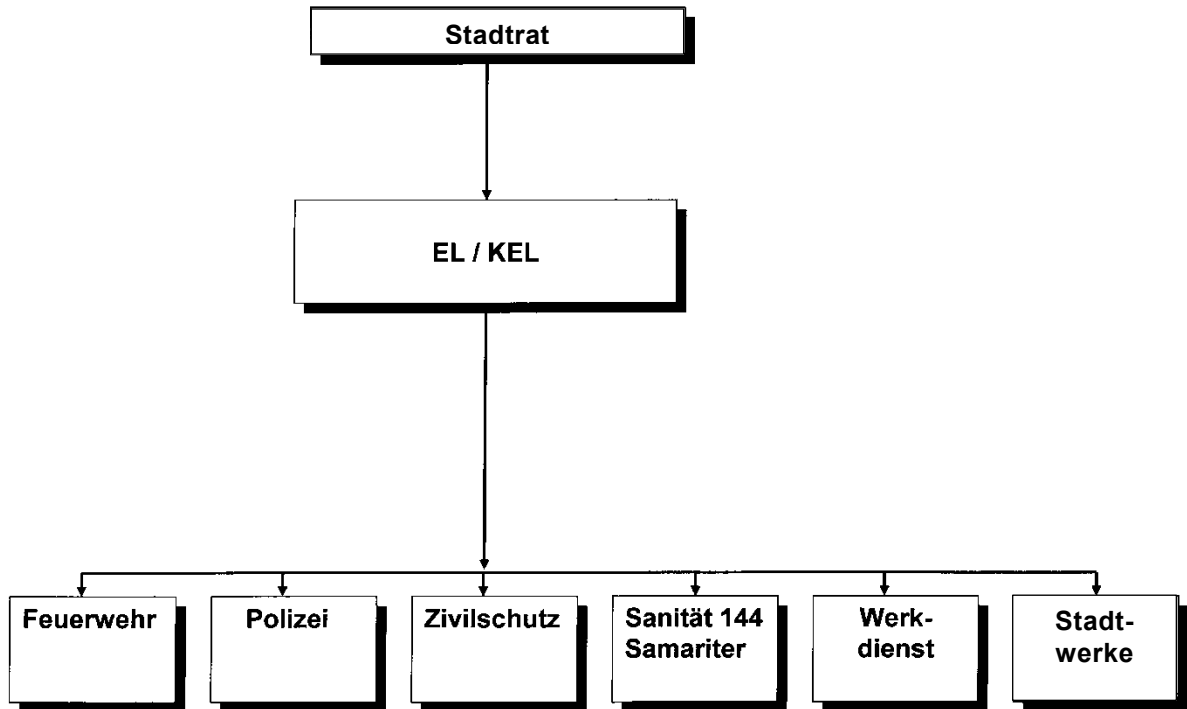 Stadtrat
EL / KEL
Feuerwehr
Polizei
Zivilschutz
Sanität 144
Samariter
Werk-
dienst
Stadt-
werke